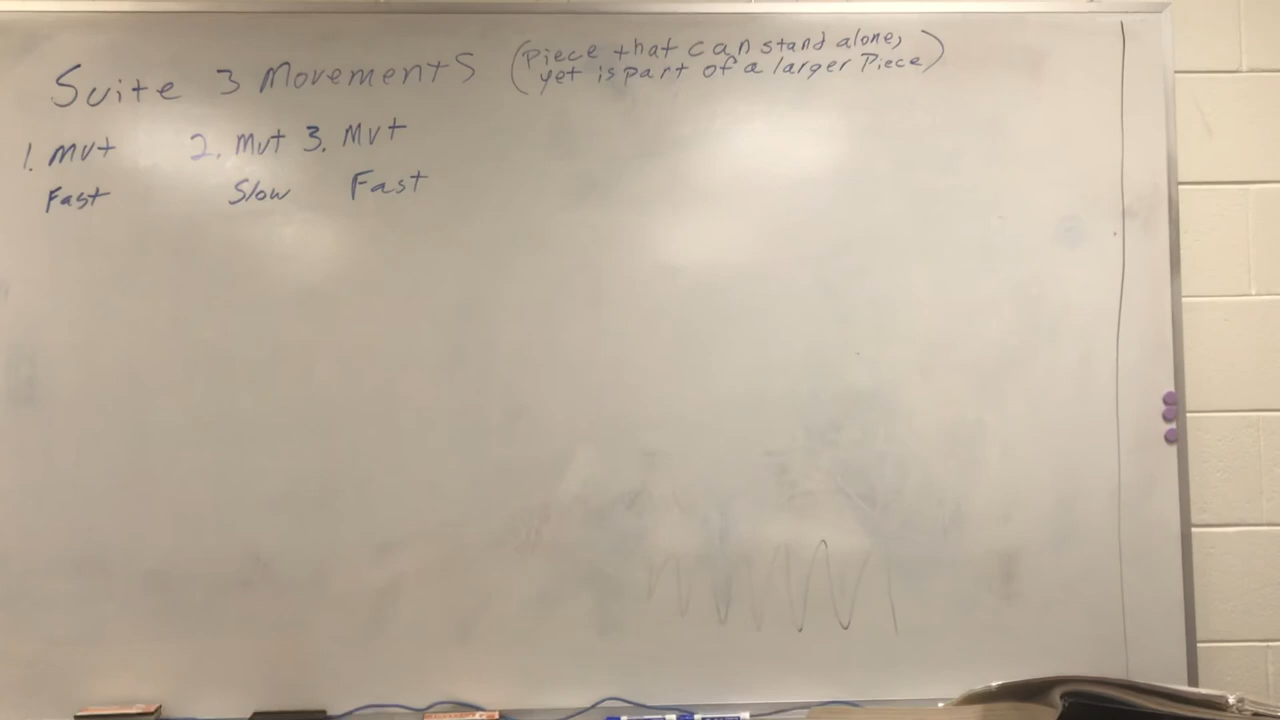 Suite 3 Movements (Piece that can stand alone,
yet is part of a larger Piece)
1. Mvt 2. Mvt 3. Mvt
Fast Slow Fast